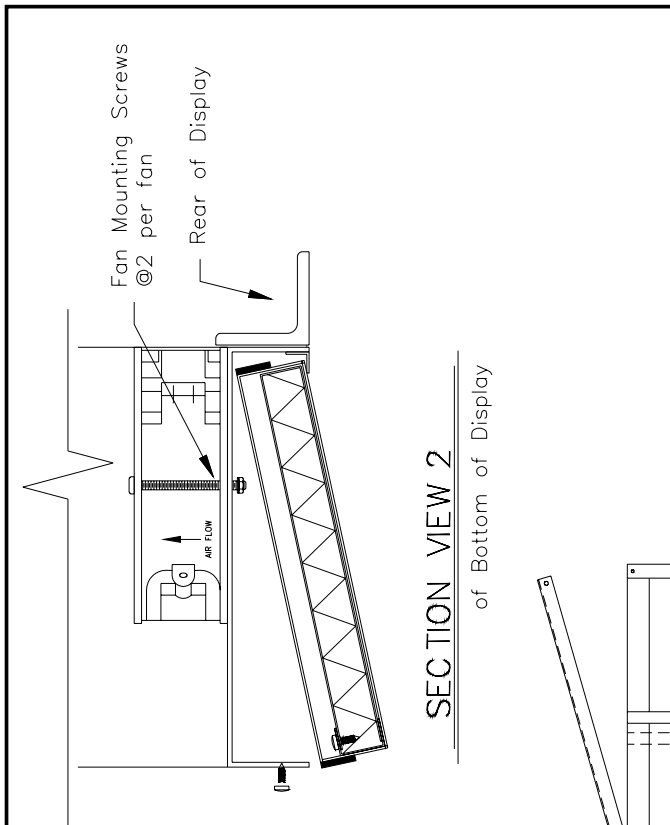 Fan Mounting Screws
@2 per fan
Rear of Display
AIR FLOW
SECTION VIEW 2
of Bottom of Display